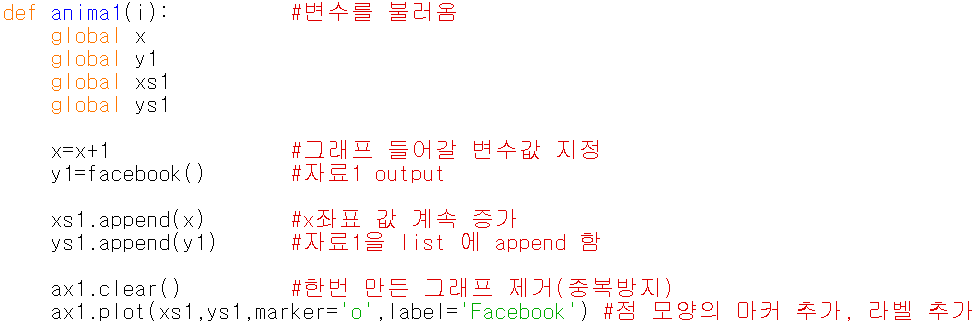 def anima1(i): #변수를 불러옴
global x
global y1
global xs1
global ys1
x=x+1 #그래프 들어갈 변수값 지정
y1=facebook() #자료1 output
xs1.append(x) #x좌표 값 계속 증가
ys1.append(y1) #자료1을 list 에 append 함
ax1.clear() #한번 만든 그래프 제거(중복방지)
ax1.plot(xs1,ys1,marker='o',label='Facebook') #점 모양의 마커 추가, 라벨 추가